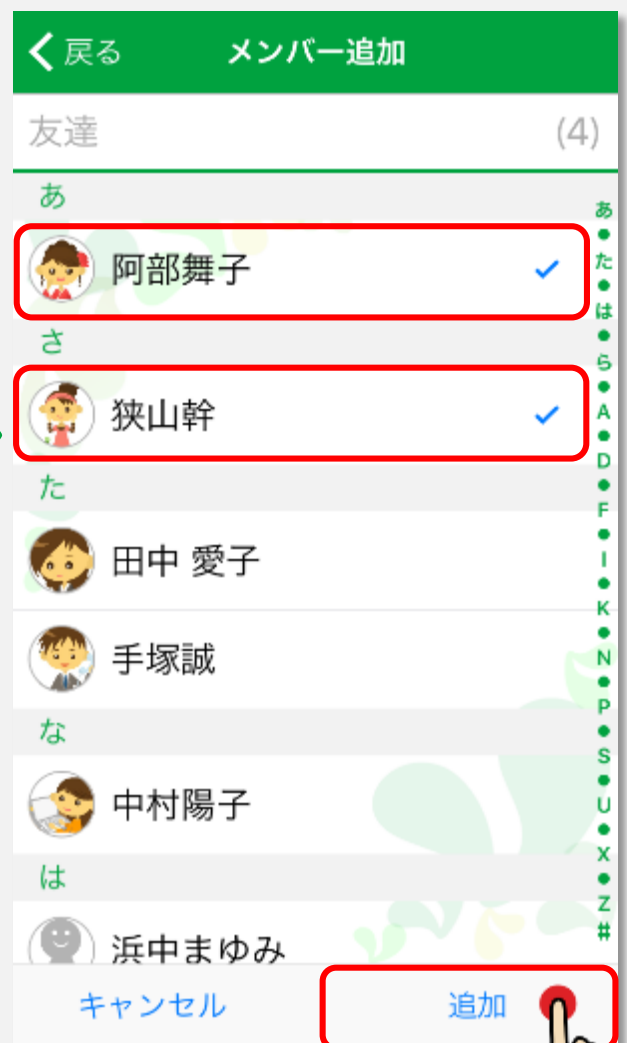 戻る メンバー追加
友達 (4)
あ
阿部舞子
さ
狭山幹
た
田中 愛子
手塚誠
な
中村陽子
は
浜中まゆみ
キャンセル 追加
あ
●
た
●
は
●
ら
●
A
●
D
●
F
●
I
●
K
●
N
●
P
●
S
●
U
●
X
●
Z
#